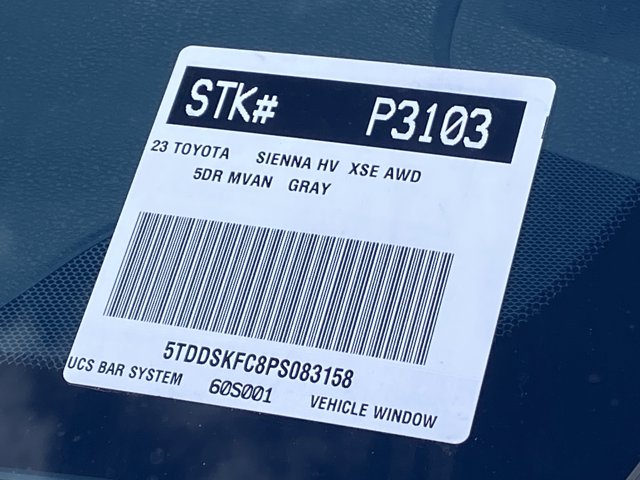 STK# P3103
23 TOYOTA SIENNA HV XSE AWD
5DR MVAN GRAY
5TDDSKFC8PS083158
UCS BAR SYSTEM 60S001 VEHICLE WINDOW